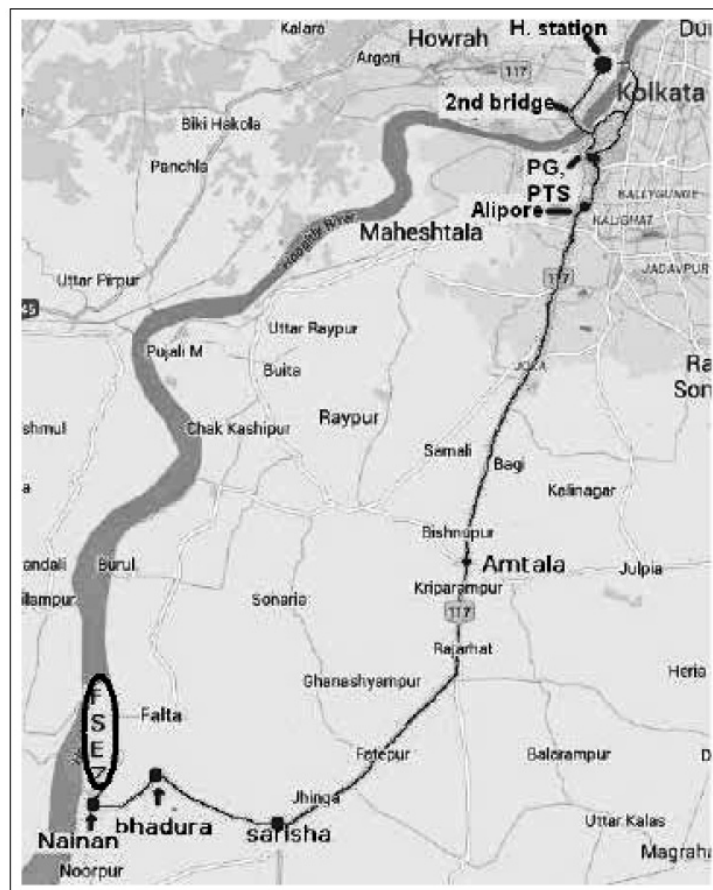 Kalara
Howrah
H. station
Dur
Argori
117
2nd bridge
Kolkata
Biki Hakola
Panchla
PG,
PTS
BALLYGUNGE
Alipore
KALIGHAT
Hooghly River
Maheshtala
JADAVPUR
Uttar Pirpur
117
45
Uttar Raypur
Pujali M
Buita
JOKA
Ra
Son
Raypur
shmul
Chak Kashipur
Samali
Bagi
Kalinagar
Bishnupur
andali
Burul
Amtala
Julpia
ilampur
Sonaria
Kriparampur
117
Rajarhat
Heria
Ghanashyampur
F
S
E
Z
Falta
Fatepur
Balarampur
D
Jhinga
Nainan
bhadura
sarisha
Uttar Kalas
Magraha
Noorpur